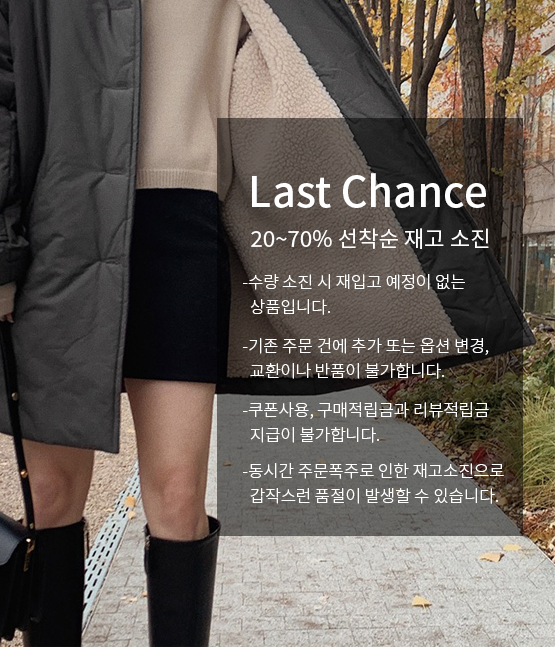 Last Chance
20~70% 선착순 재고 소진
-수량 소진 시 재입고 예정이 없는
상품입니다.
-기존 주문 건에 추가 또는 옵션 변경,
교환이나 반품이 불가합니다.
-쿠폰사용, 구매적립금과 리뷰적립금
지급이 불가합니다.
-동시간 주문폭주로 인한 재고소진으로
갑작스런 품절이 발생할 수 있습니다.